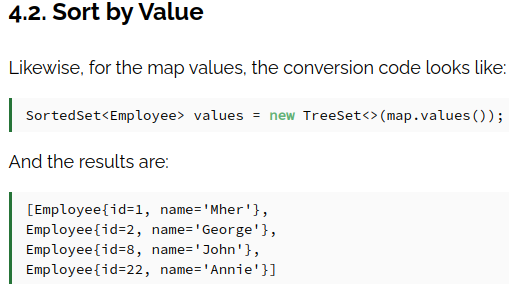 4.2. Sort by Value
Likewise, for the map values, the conversion code looks like:
SortedSet<Employee> values = new TreeSet<>(map.values());
And the results are:
[Employee{id=1, name='Mher'},
Employee{id=2, name='George'},
Employee{id=8, name='John'},
Employee{id=22, name='Annie'}]